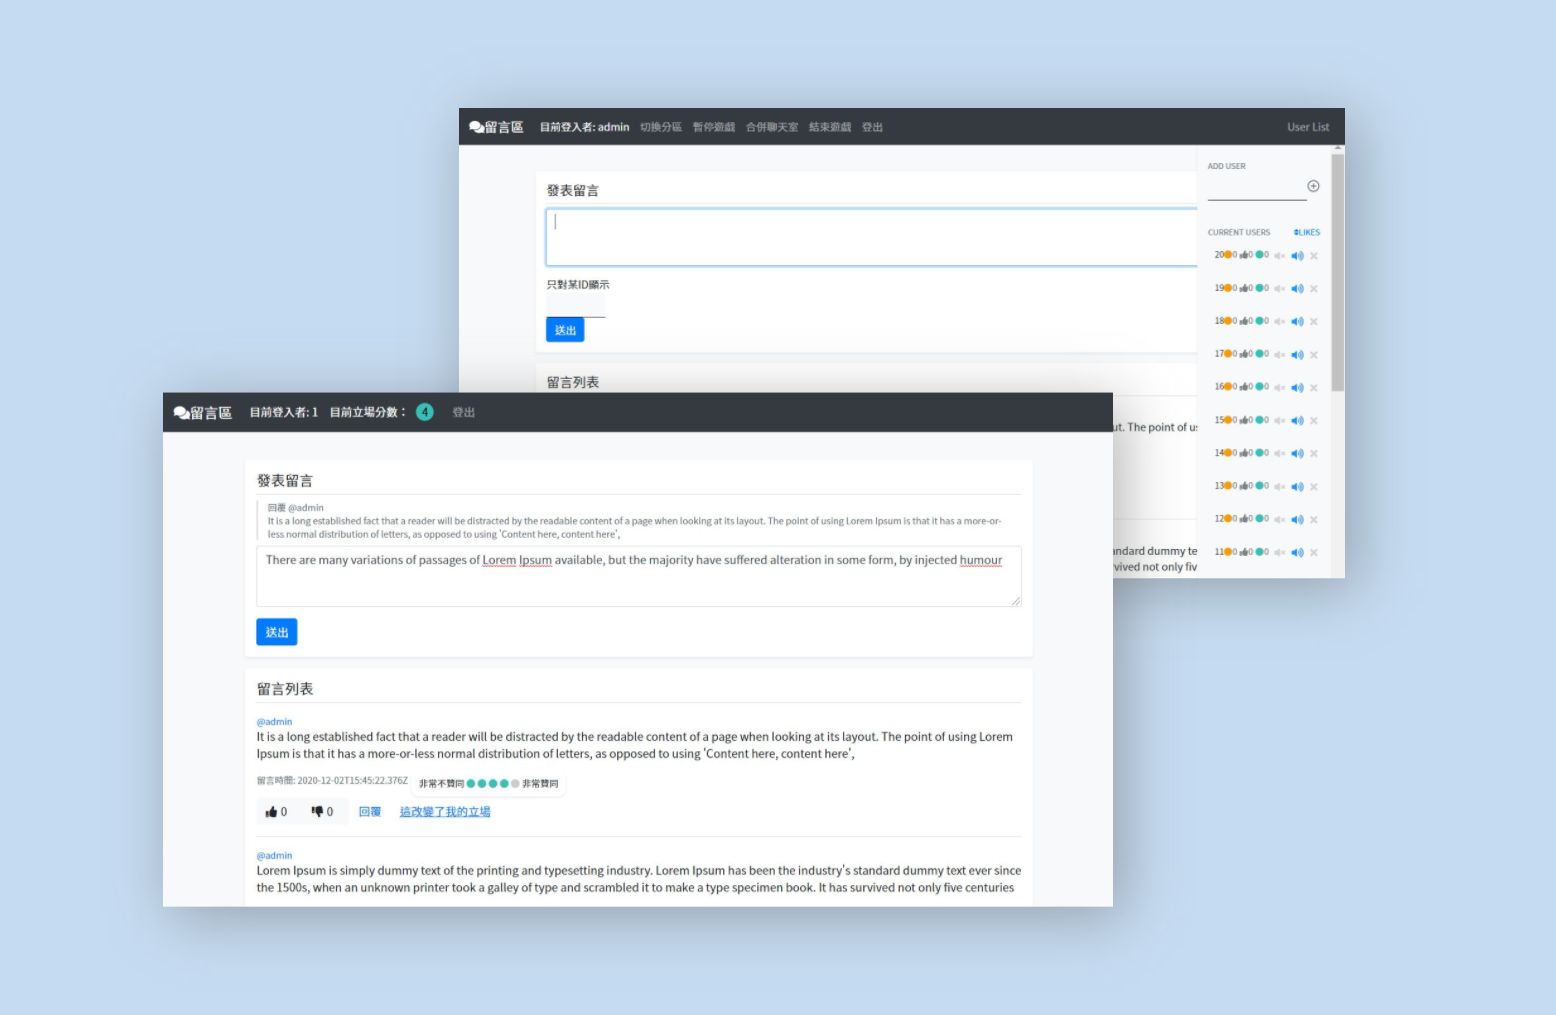 留言區 目前登入者: admin 切換分區 暫停遊戲 合併聊天室 結束遊戲 登出 User List
ADD USER
發表留言
CURRENT USERS LIKES
只對某ID顯示
送出
留言列表
20 0 0 0
19 0 0 0
18 0 0 0
17 0 0 0
16 0 0 0
15 0 0 0
14 0 0 0
13 0 0 0
12 0 0 0
11 0 0 0
ut. The point of us
andard dummy te
vived not only fiv
留言區 目前登入者: 1 目前立場分數： 4 登出
發表留言
回覆 @admin
It is a long established fact that a reader will be distracted by the readable content of a page when looking at its layout. The point of using Lorem Ipsum is that it has a more-or-
less normal distribution of letters, as opposed to using 'Content here, content here',
There are many variations of passages of Lorem Ipsum available, but the majority have suffered alteration in some form, by injected humour
送出
留言列表
@admin
It is a long established fact that a reader will be distracted by the readable content of a page when looking at its layout. The point of using Lorem
Ipsum is that it has a more-or-less normal distribution of letters, as opposed to using 'Content here, content here',
留言時間: 2020-12-02T15:45:22.376Z 非常不贊同 非常贊同
0 0 回覆 這改變了我的立場
@admin
Lorem Ipsum is simply dummy text of the printing and typesetting industry. Lorem Ipsum has been the industry's standard dummy text ever since
the 1500s, when an unknown printer took a galley of type and scrambled it to make a type specimen book. It has survived not only five centuries